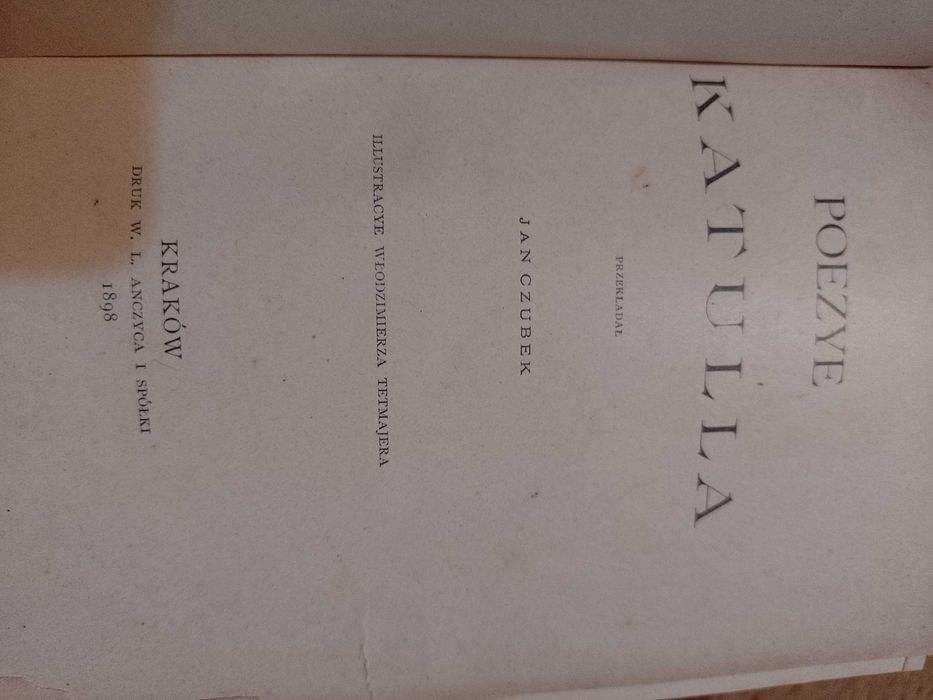 POEZYE
KATULLA
PRZEKŁADAŁ
JAN CZUBEK
ILLUSTRACYE WŁODZIMIERZA TETMAJERA
KRAKÓW
DRUK W. L. ANCZYCA I SPÓŁKI
1898